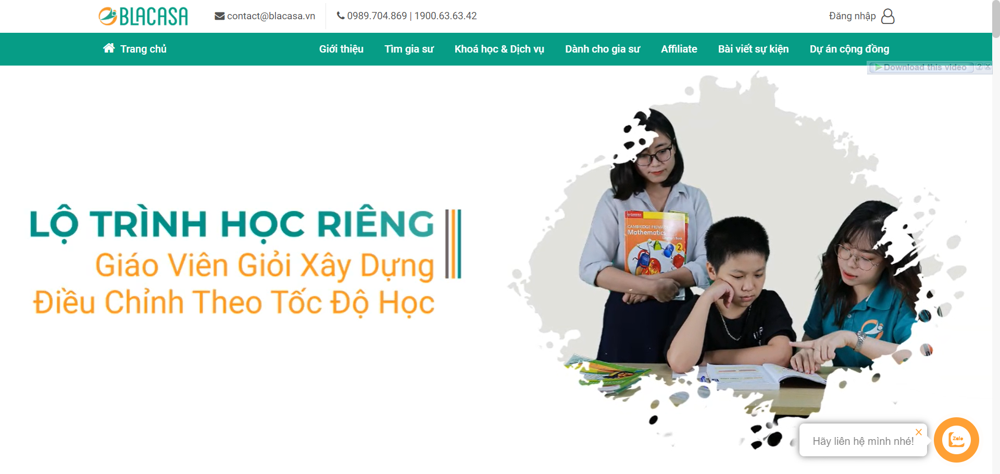 BLACASA
contact@blacasa.vn
0989.704.869 | 1900.63.63.42
Đăng nhập
Trang chủ
Giới thiệu
Tìm gia sư
Khoá học & Dịch vụ
Dành cho gia sư
Affiliate
Bài viết sự kiện
Dự án cộng đồng
Download this video ? x
LỘ TRÌNH HỌC RIÊNG
Giáo Viên Giỏi Xây Dựng
Điều Chỉnh Theo Tốc Độ Học
CAMBRIDGE PRIMARY
Mathematics
2
Hãy liên hệ mình nhé!
Zalo